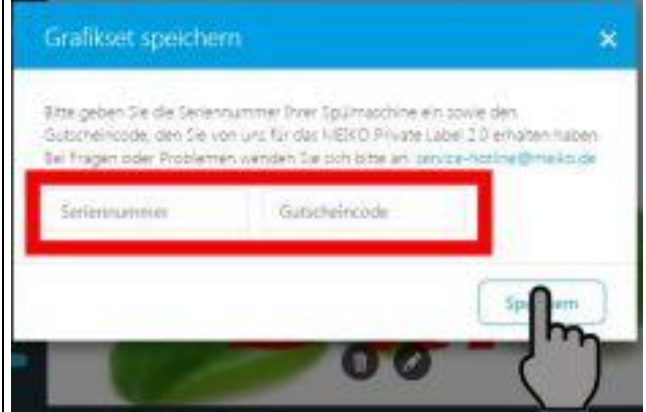 Grafikset speichern
Bitte geben Sie die Seriennummer Ihrer Spülmaschine ein sowie den
Gutscheincode, den Sie von uns für das MEIKO Private Label 2.0 erhalten haben.
Bei Fragen oder Problemen wenden Sie sich bitte an: service-hotline@meiko.de
Seriennummer
Gutscheincode